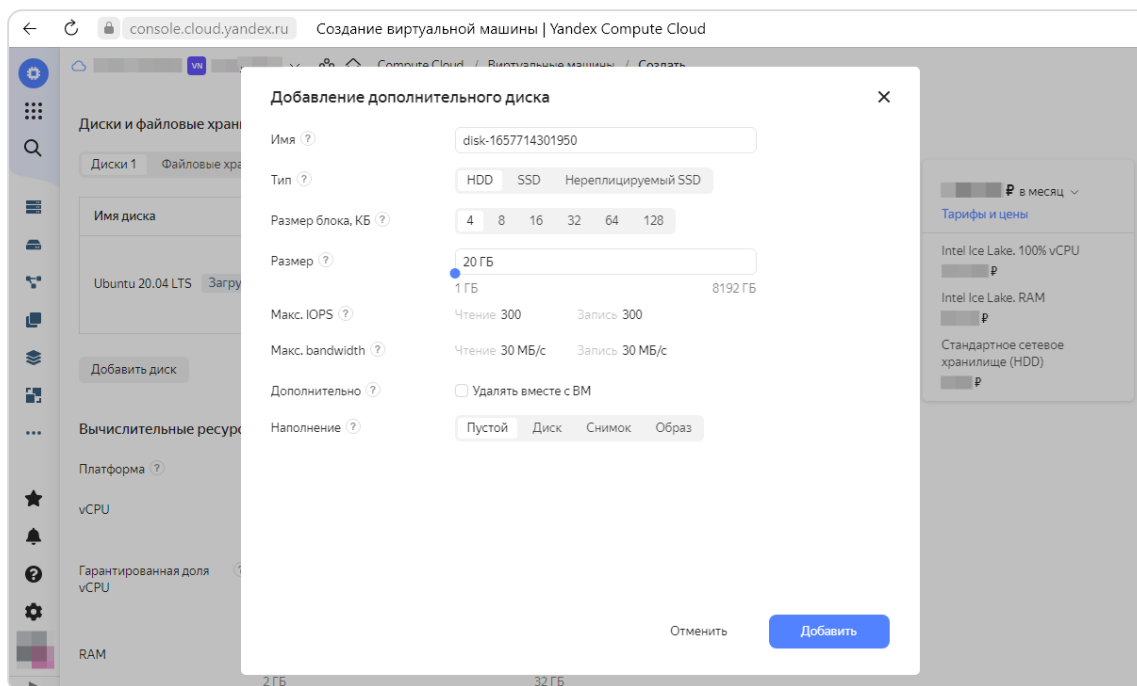 console.cloud.yandex.ru Создание виртуальной машины | Yandex Compute Cloud
VN Compute Cloud / Виртуальные машины / Создать
Добавление дополнительного диска
Диски и файловые хран
Диски 1 Файловые хра
Имя ? disk-1657714301950
Тип ? HDD SSD Нереплицируемый SSD
₽ в месяц
Тарифы и цены
Имя диска
Размер блока, КБ ? 4 8 16 32 64 128
Размер ? 20 ГБ
1 ГБ 8192 ГБ
Intel Ice Lake. 100% vCPU
₽
Ubuntu 20.04 LTS Загру
Intel Ice Lake. RAM
₽
Макс. IOPS ? Чтение 300 Запись 300
Макс. bandwidth ? Чтение 30 МБ/с Запись 30 МБ/с
Стандартное сетевое
хранилище (HDD)
₽
Добавить диск
Дополнительно ? Удалять вместе с ВМ
Вычислительные ресурс
Наполнение ? Пустой Диск Снимок Образ
Платформа ?
vCPU
Гарантированная доля
vCPU
Отменить Добавить
RAM
2 ГБ 32 ГБ